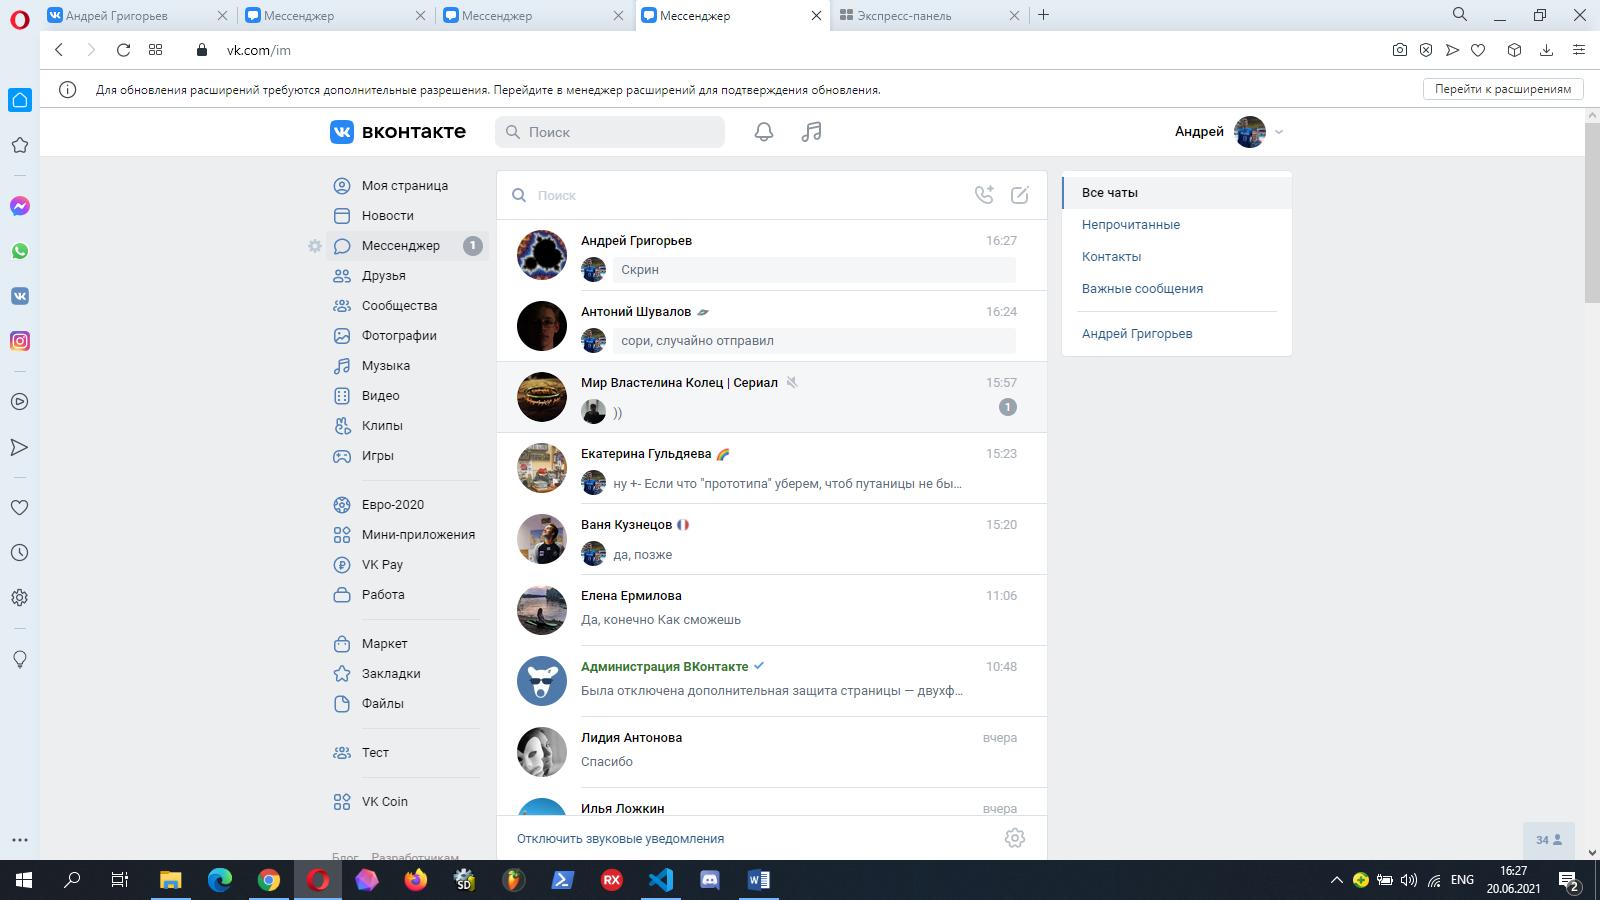 Андрей Григорьев
Мессенджер
Мессенджер
Мессенджер
Экспресс-панель
vk.com/im
Для обновления расширений требуются дополнительные разрешения. Перейдите в менеджер расширений для подтверждения обновления.
Перейти к расширениям
вконтакте
Поиск
Андрей
Моя страница
Новости
Мессенджер
1
Друзья
Сообщества
Фотографии
Музыка
Видео
Клипы
Игры
Евро-2020
Мини-приложения
VK Pay
Работа
Маркет
Закладки
Файлы
Тест
VK Coin
Блог Разработчикам
Поиск
Андрей Григорьев
16:27
Скрин
Антоний Шувалов
16:24
сори, случайно отправил
Мир Властелина Колец | Сериал
15:57
))
1
Екатерина Гульдяева
15:23
ну +- Если что "прототипа" уберем, чтоб путаницы не бы...
Ваня Кузнецов
15:20
да, позже
Елена Ермилова
11:06
Да, конечно Как сможешь
Администрация ВКонтакте
10:48
Была отключена дополнительная защита страницы — двухф...
Лидия Антонова
вчера
Спасибо
Илья Ложкин
вчера
Отключить звуковые уведомления
Все чаты
Непрочитанные
Контакты
Важные сообщения
Андрей Григорьев
34
SD
RX
ENG
16:27
20.06.2021
2